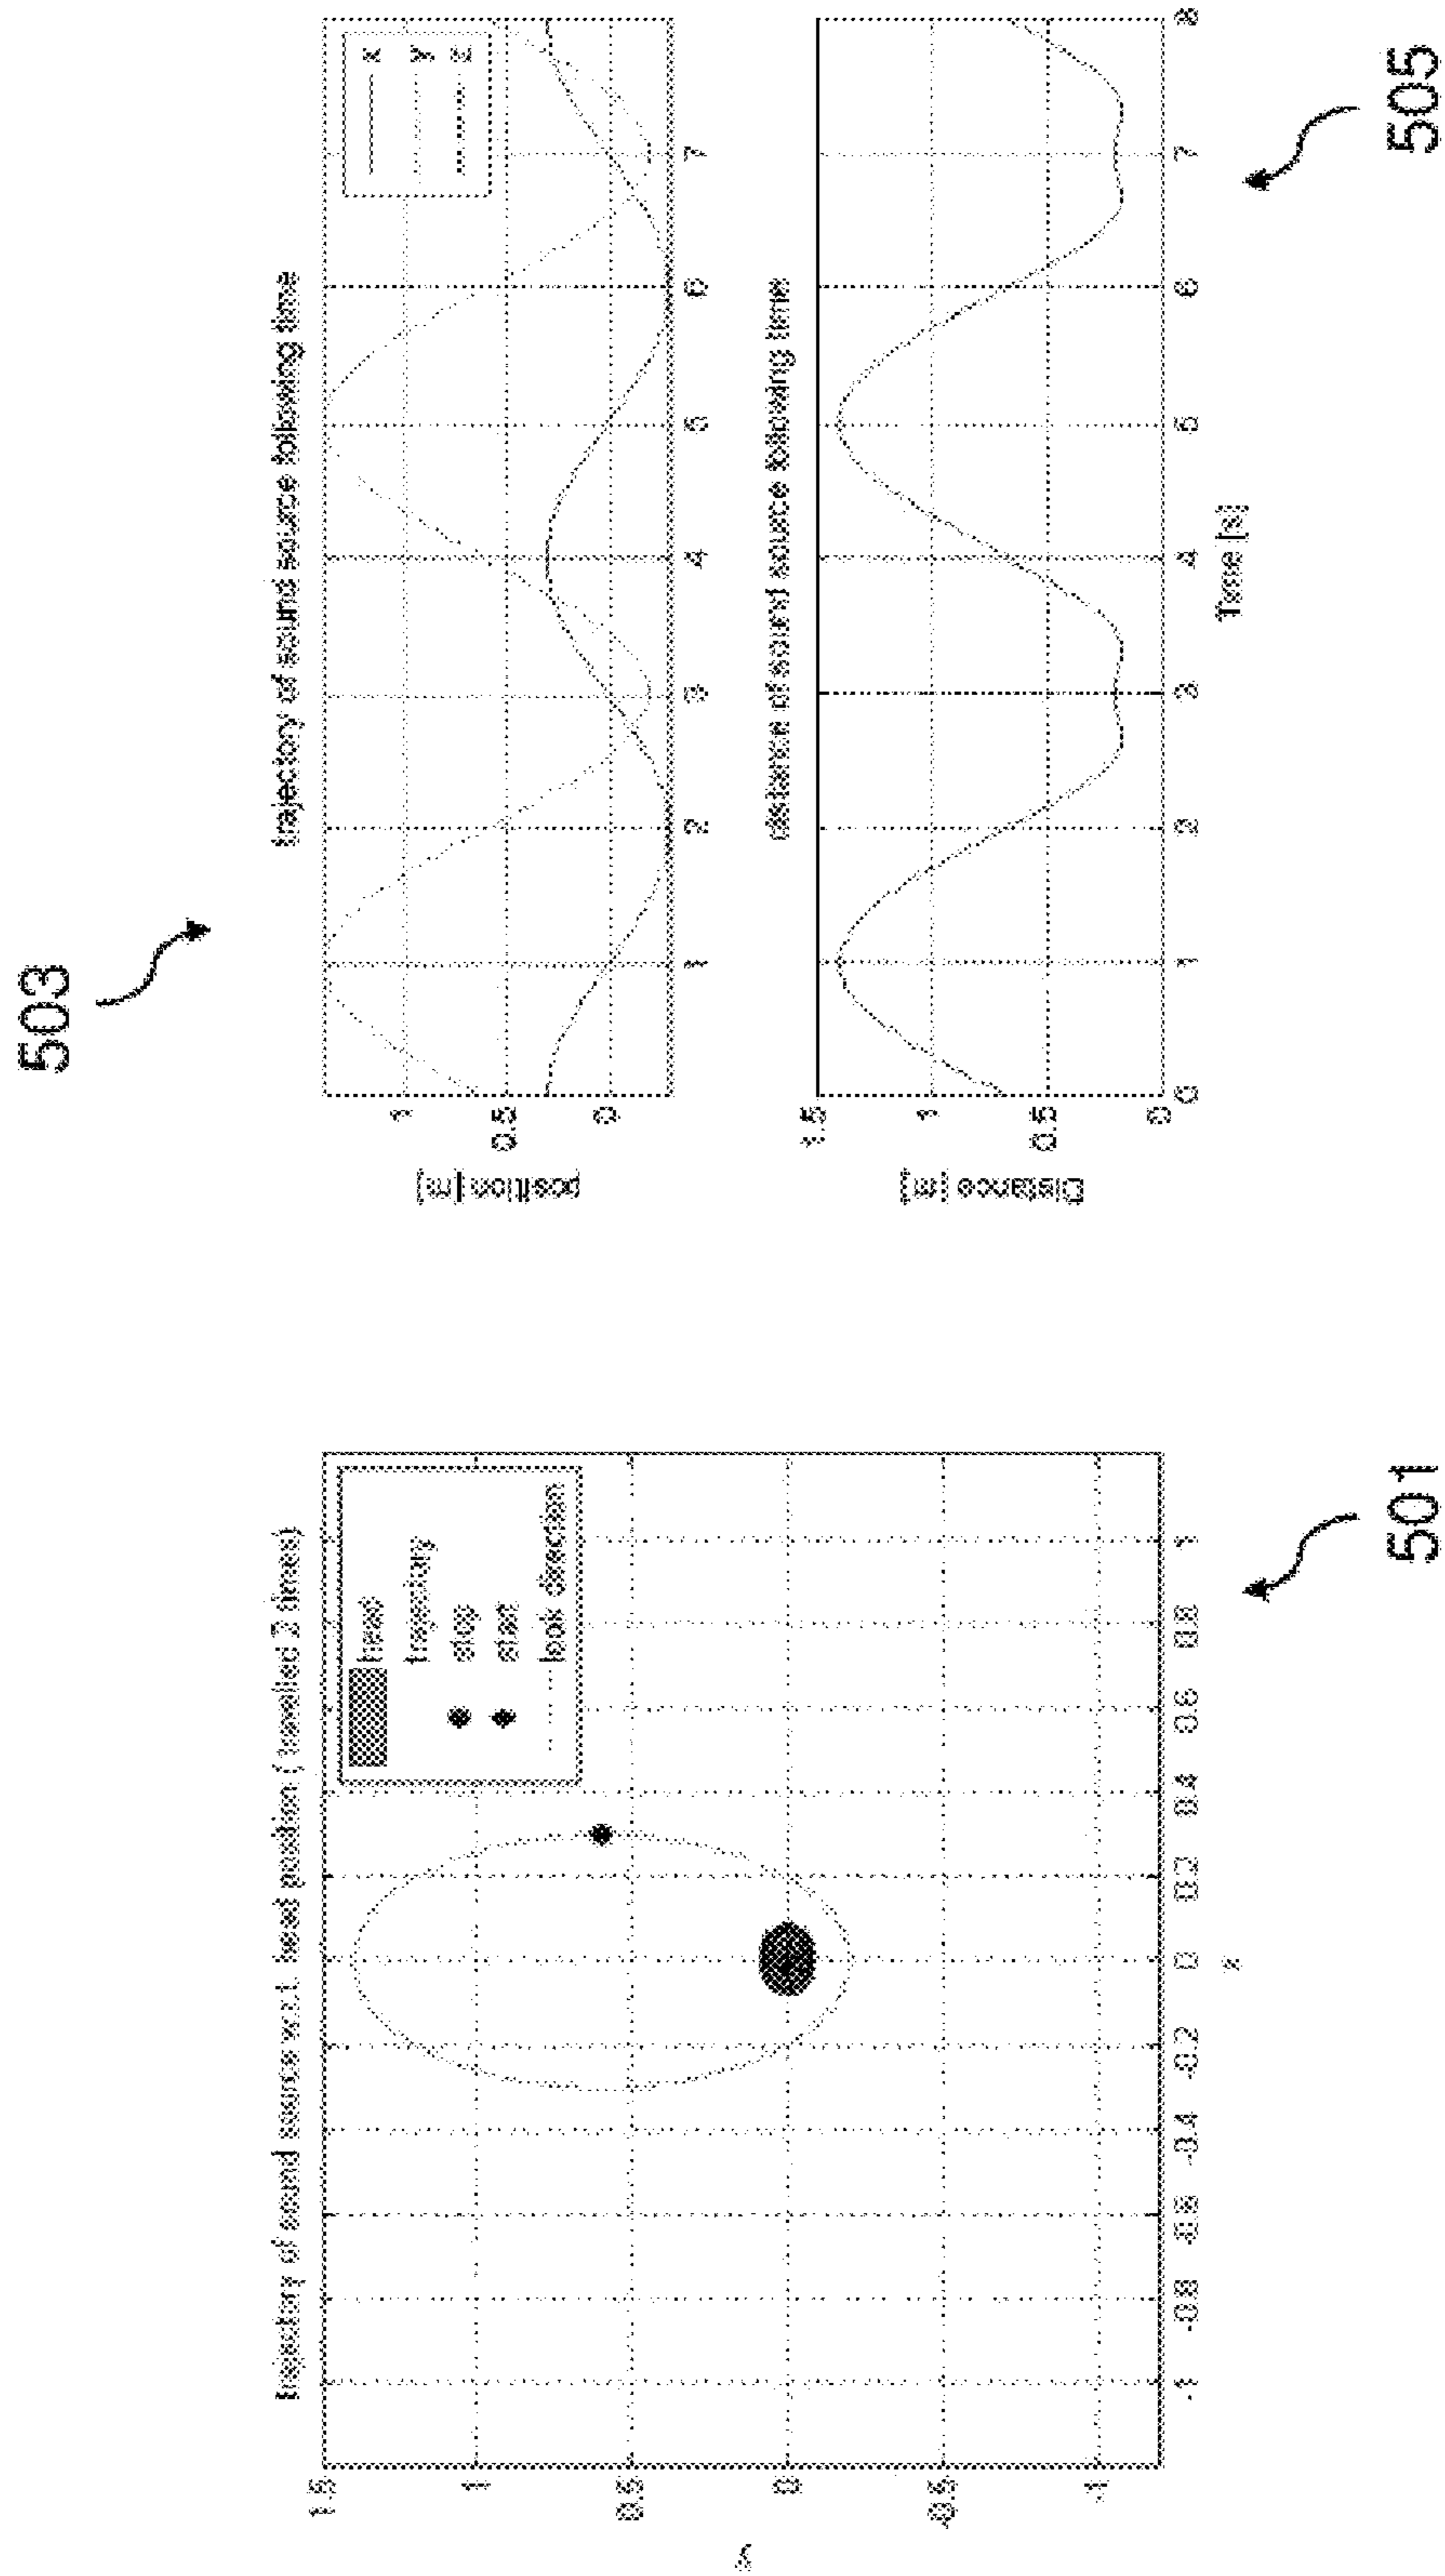 503
trajectory of sound source following time
position [m]
1
0.5
0
x
y
z
1
2
3
4
5
6
7
distance of sound source following time
Distance [m]
1.5
1
0.5
0
0
1
2
3
4
5
6
7
8
Time [s]
505
trajectory of sound source w.r.t. head position ( travelled 2 times)
y
1.5
1
0.5
0
-0.5
-1
head
trajectory
stop
start
look direction
-1
-0.8
-0.6
-0.4
-0.2
0
0.2
0.4
0.6
0.8
1
x
501